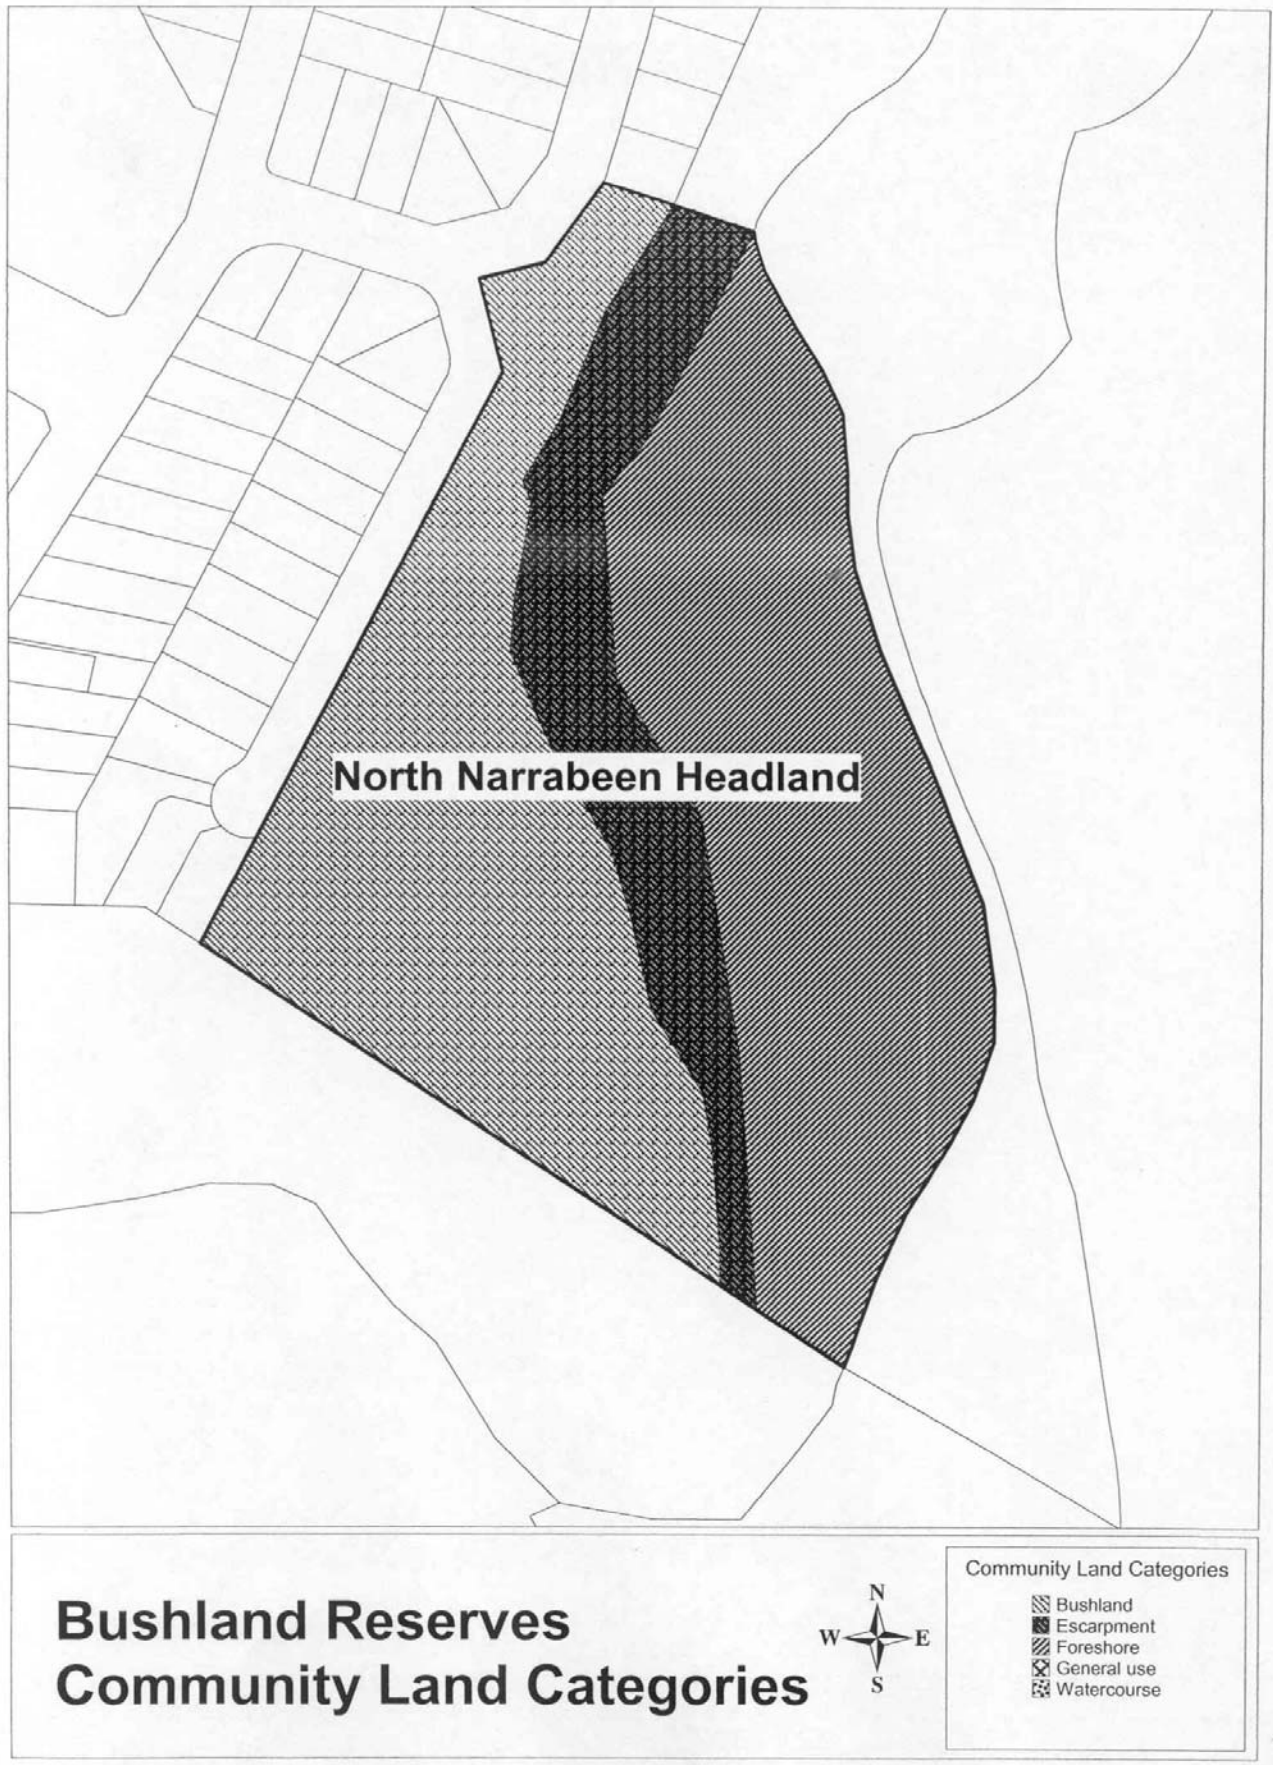 North Narrabeen Headland
Bushland Reserves
Community Land Categories
N
W E
S
Community Land Categories
Bushland
Escarpment
Foreshore
General use
Watercourse